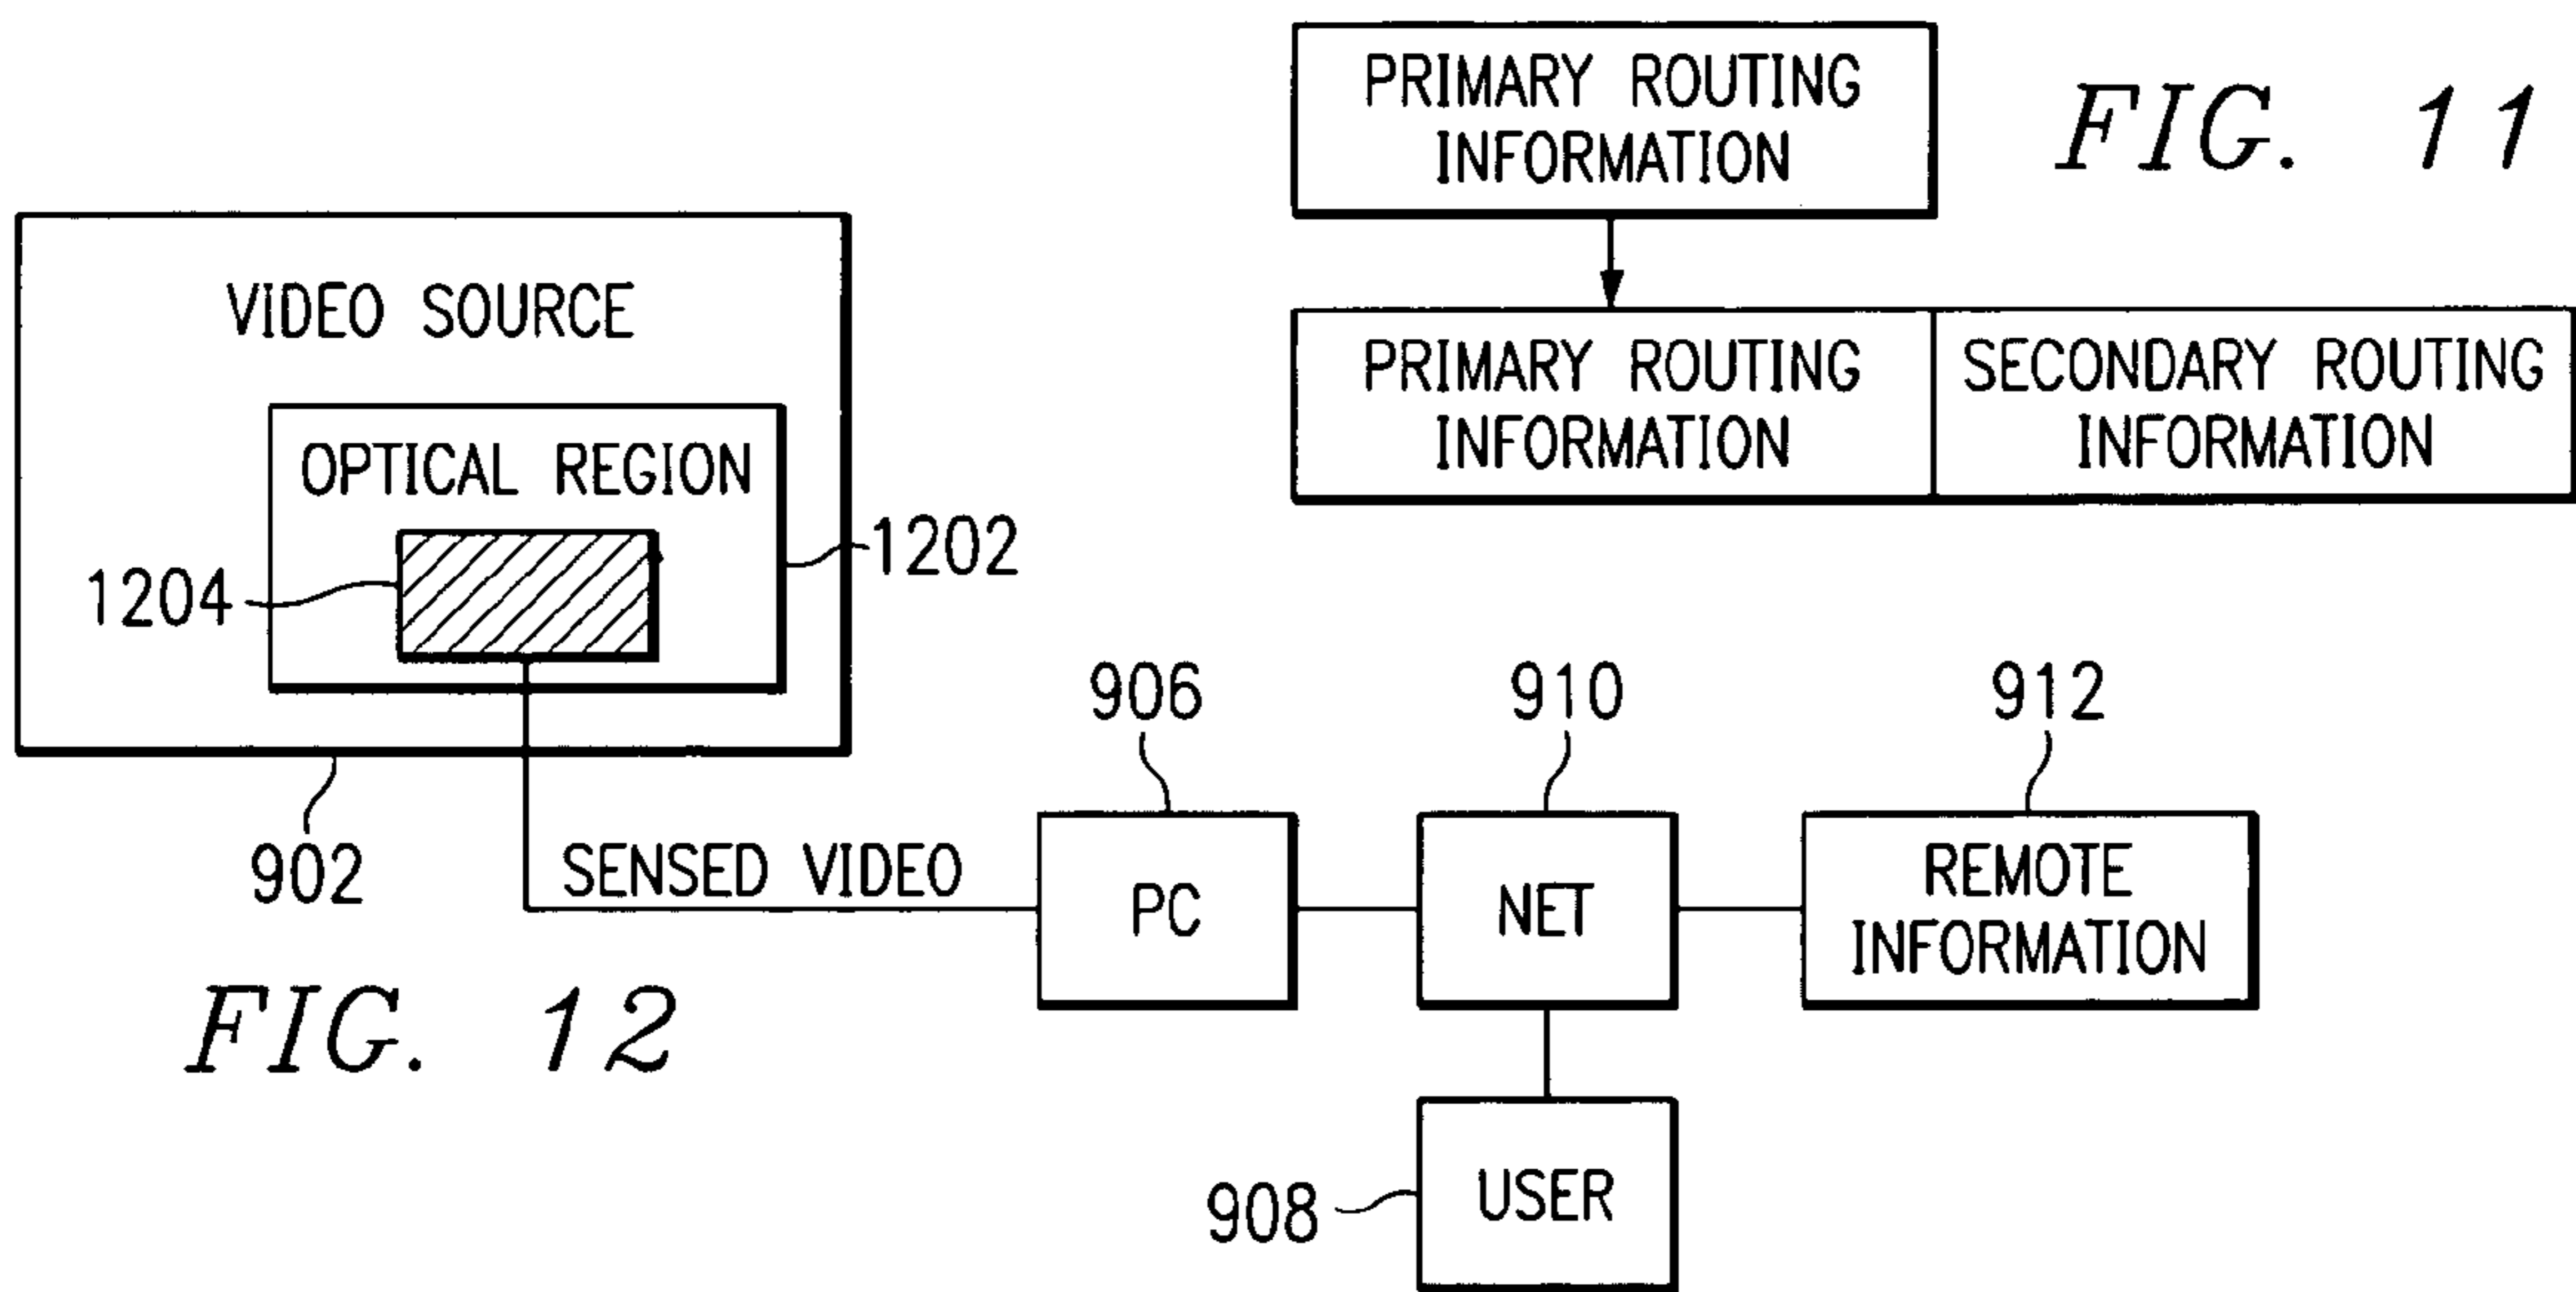 PRIMARY ROUTING
INFORMATION
FIG. 11
PRIMARY ROUTING
INFORMATION
SECONDARY ROUTING
INFORMATION
VIDEO SOURCE
OPTICAL REGION
1202
1204
902
SENSED VIDEO
906
PC
910
NET
912
REMOTE
INFORMATION
908
USER
FIG. 12